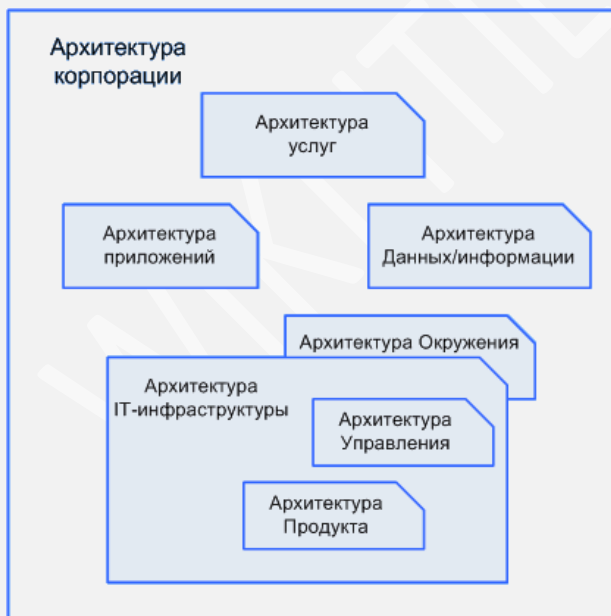 Архитектура
корпорации
Архитектура
услуг
Архитектура
приложений
Архитектура
Данных/информации
Архитектура Окружения
Архитектура
IT-инфраструктуры
Архитектура
Управления
Архитектура
Продукта